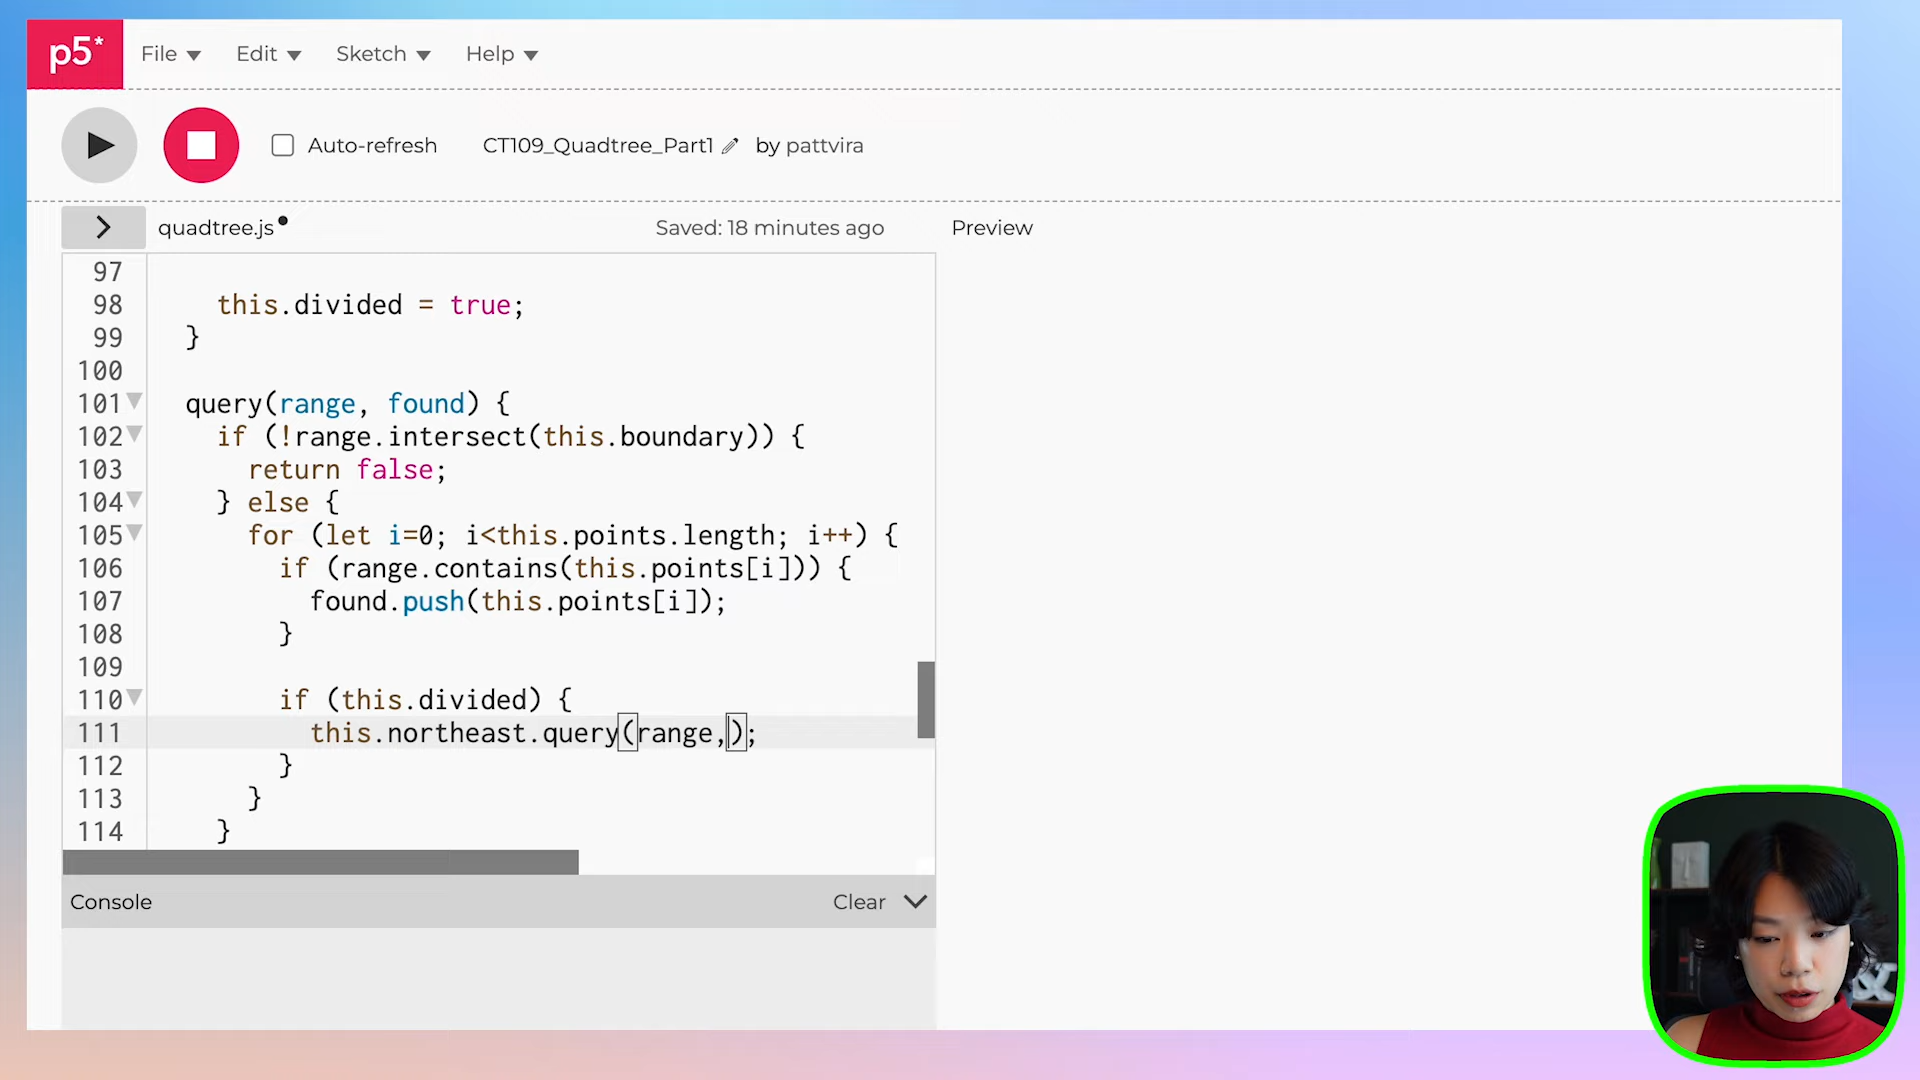 p5* File Edit Sketch Help
Auto-refresh CT109_Quadtree_Part1 by pattvira
quadtree.js Saved: 18 minutes ago Preview
97
98 this.divided = true;
99 }
100
101 query(range, found) {
102 if (!range.intersect(this.boundary)) {
103 return false;
104 } else {
105 for (let i=0; i<this.points.length; i++) {
106 if (range.contains(this.points[i])) {
107 found.push(this.points[i]);
108 }
109
110 if (this.divided) {
111 this.northeast.query(range,);
112 }
113 }
114 }
Console Clear